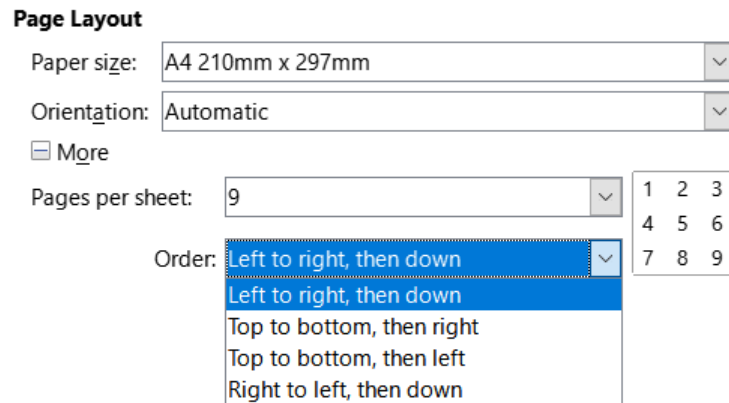 Page Layout
Paper size: A4 210mm x 297mm
Orientation: Automatic
More
Pages per sheet: 9
1 2 3
4 5 6
7 8 9
Order: Left to right, then down
Left to right, then down
Top to bottom, then right
Top to bottom, then left
Right to left, then down